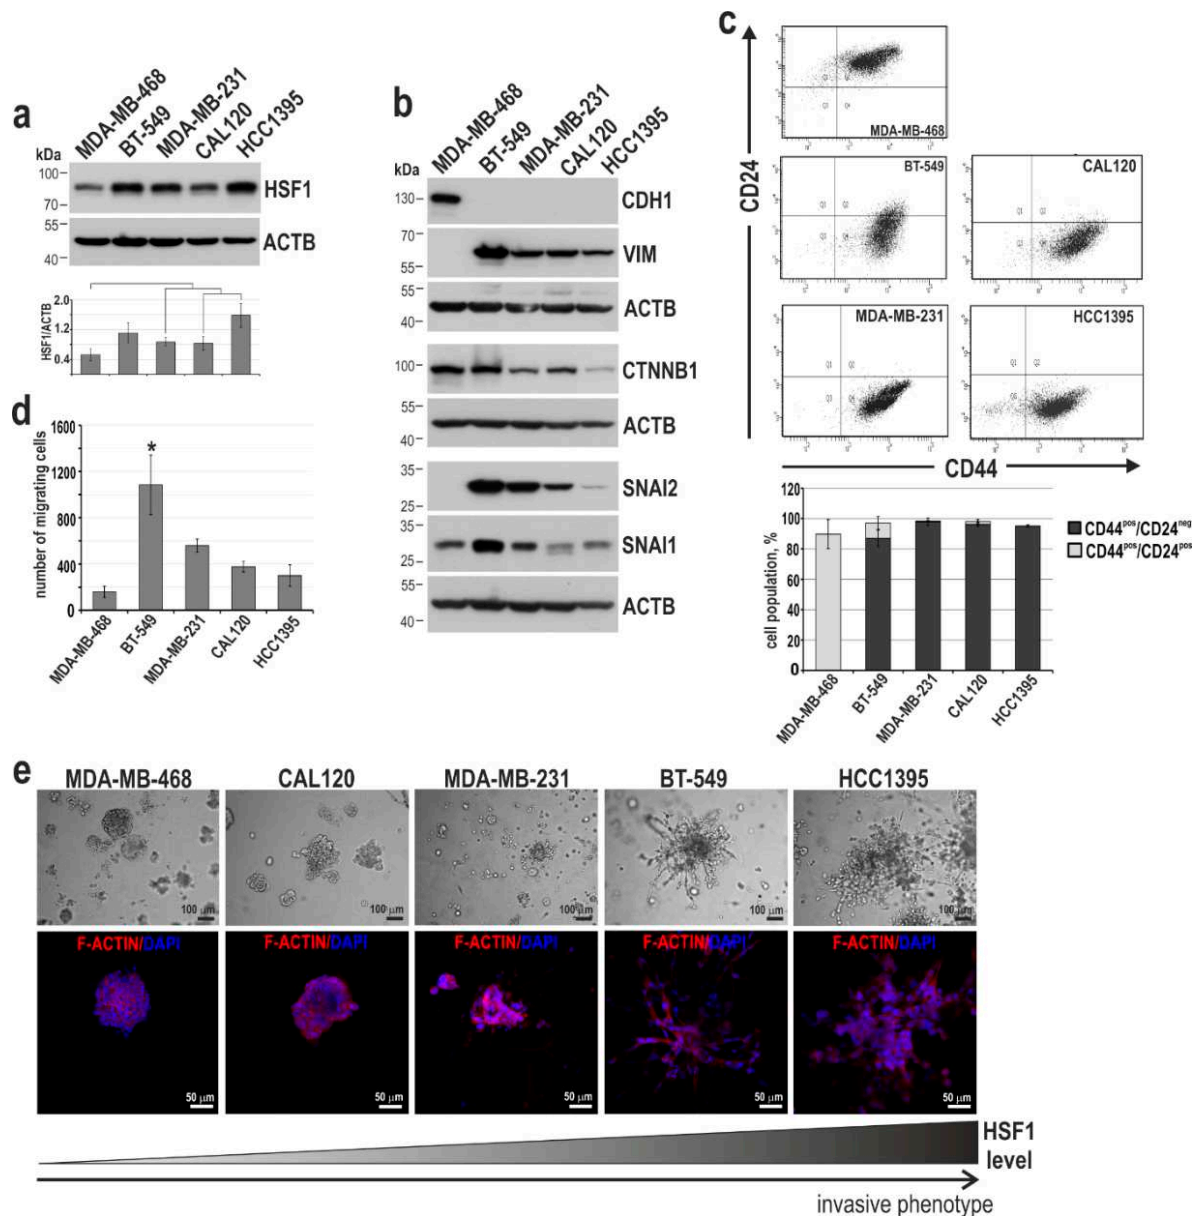 a
MDA-MB-468
BT-549
MDA-MB-231
CAL120
HCC1395
kDa
100
70
HSF1
55
40
ACTB
HSF1/ACTB
2.0
1.2
0.4
b
MDA-MB-468
BT-549
MDA-MB-231
CAL120
HCC1395
kDa
130
CDH1
70
55
VIM
55
40
ACTB
100
CTNNB1
55
40
ACTB
35
25
SNAI2
35
25
SNAI1
55
40
ACTB
c
CD24
MDA-MB-468
BT-549
CAL120
MDA-MB-231
HCC1395
CD44
cell population, %
120
100
80
60
40
20
0
MDA-MB-468
BT-549
MDA-MB-231
CAL120
HCC1395
CD44pos/CD24neg
CD44pos/CD24pos
d
number of migrating cells
1600
1200
800
400
0
*
MDA-MB-468
BT-549
MDA-MB-231
CAL120
HCC1395
e
MDA-MB-468 CAL120 MDA-MB-231 BT-549 HCC1395
100 µm 100 µm 100 µm 100 µm 100 µm
F-ACTIN/DAPI F-ACTIN/DAPI F-ACTIN/DAPI F-ACTIN/DAPI F-ACTIN/DAPI
50 µm 50 µm 50 µm 50 µm 50 µm
HSF1
level
invasive phenotype